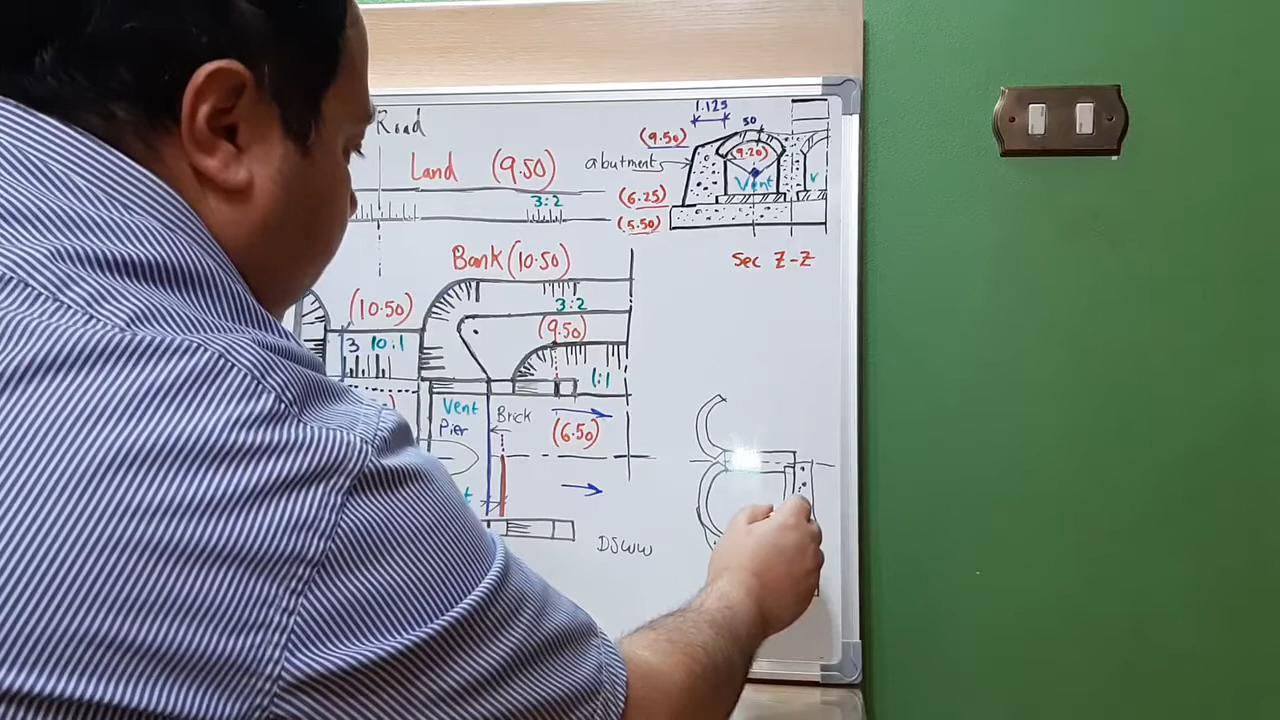 Road
1.125
50
(9.50)
abutment
(9.20)
Vent
v
Land (9.50)
(6.25)
3:2
(5.50)
Sec Z-Z
Bank (10.50)
(10.50)
3:2
(9.50)
3 10:1
1:1
Vent
Pier
Brick
(6.50)
DSWW